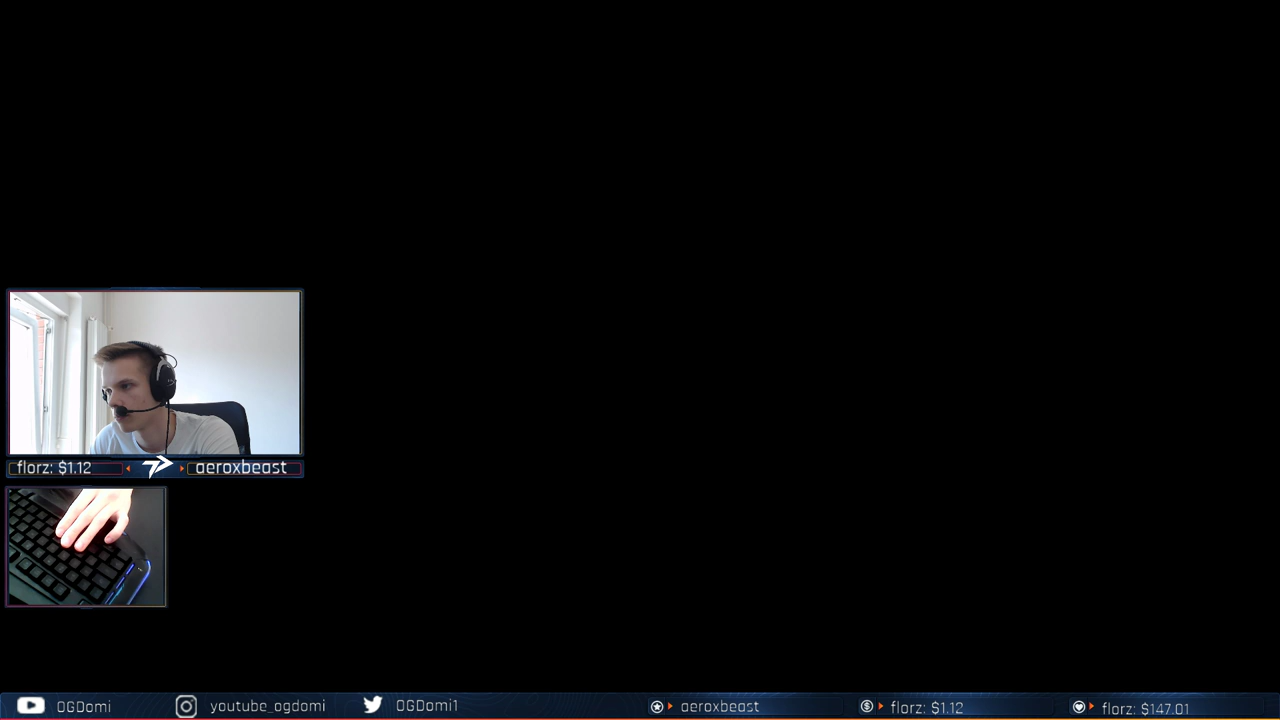 florz: $1.12
aeroxbeast
OGDomi
youtube_ogdomi
OGDomi1
aeroxbeast
florz: $1.12
florz: $147.01